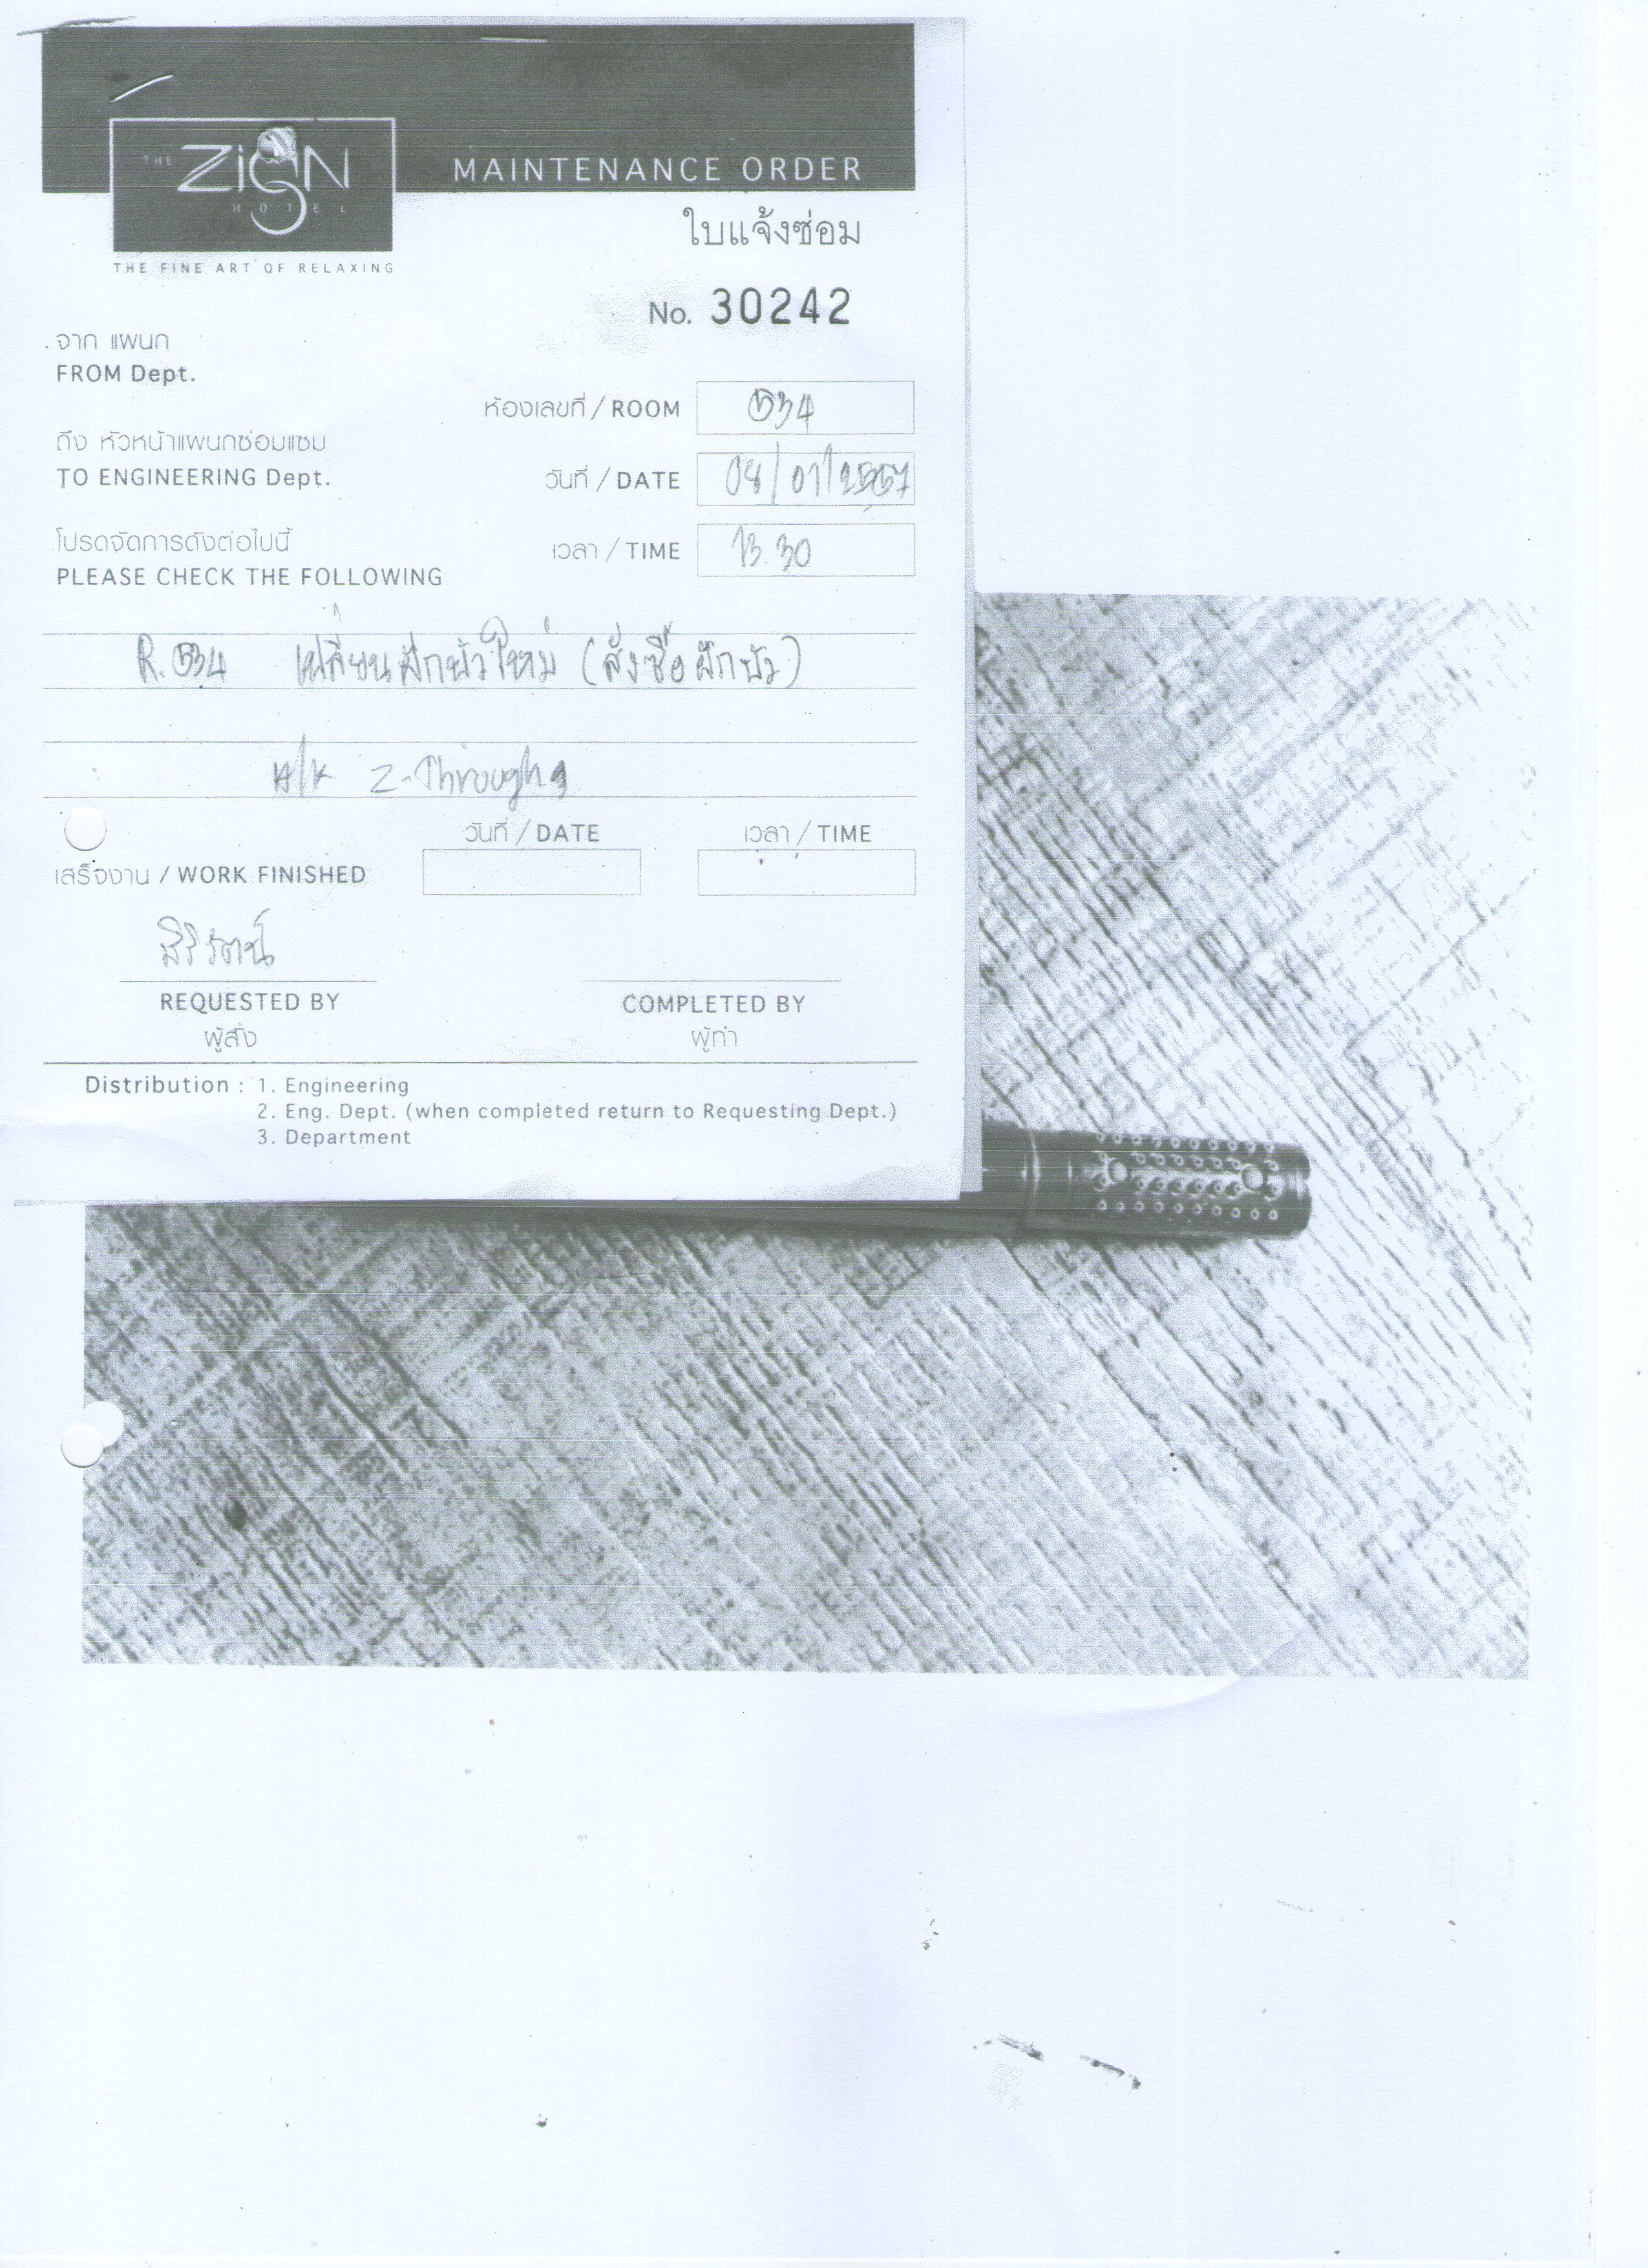 THE ZiGN
HOTEL
THE FINE ART OF RELAXING
MAINTENANCE ORDER
ใบแจ้งซ่อม
No. 30242
จาก แผนก
FROM Dept.
ห้องเลขที่ / ROOM 534
ถึง หัวหน้าแผนกซ่อมแซม
TO ENGINEERING Dept.
วันที่ / DATE 04/01/2567
โปรดจัดการดังต่อไปนี้
PLEASE CHECK THE FOLLOWING
เวลา / TIME 13.30
R.534 เปลี่ยนฝักบัวใหม่ (สั่งซื้อฝักบัว)
Z-Through
วันที่ / DATE เวลา / TIME
เสร็จงาน / WORK FINISHED
สิริรัตน์
REQUESTED BY COMPLETED BY
ผู้สั่ง ผู้ทำ
Distribution : 1. Engineering
2. Eng. Dept. (when completed return to Requesting Dept.)
3. Department